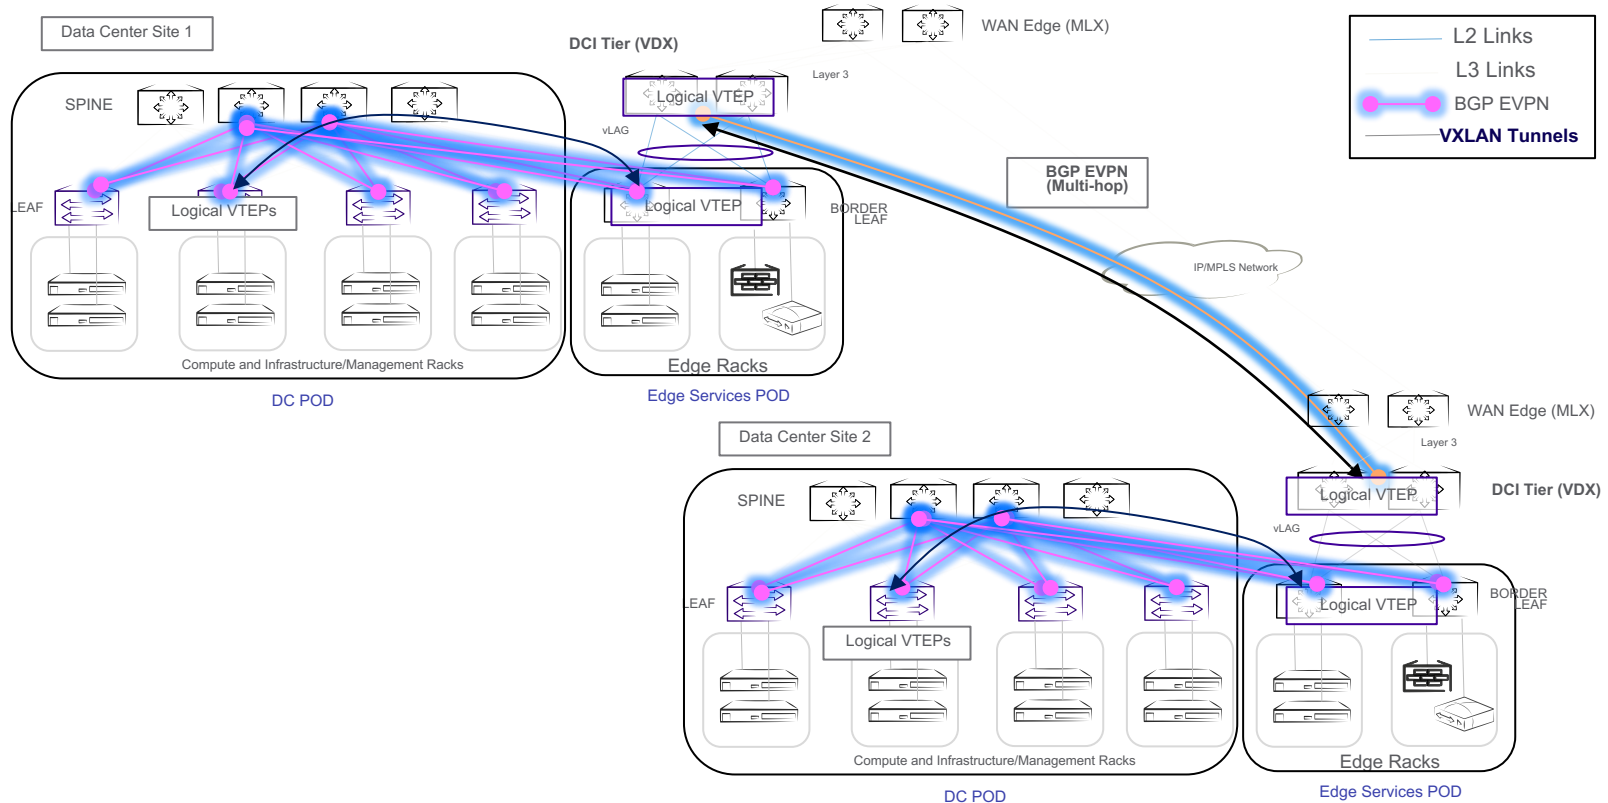 Data Center Site 1
DCI Tier (VDX)
WAN Edge (MLX)
Layer 3
L2 Links
L3 Links
BGP EVPN
VXLAN Tunnels
SPINE
Logical VTEP
vLAG
LEAF
Logical VTEPs
Logical VTEP
BORDER
LEAF
BGP EVPN
(Multi-hop)
IP/MPLS Network
Compute and Infrastructure/Management Racks
Edge Racks
DC POD
Edge Services POD
WAN Edge (MLX)
Layer 3
Data Center Site 2
SPINE
Logical VTEP
DCI Tier (VDX)
vLAG
LEAF
Logical VTEPs
Logical VTEP
BORDER
LEAF
Compute and Infrastructure/Management Racks
Edge Racks
DC POD
Edge Services POD